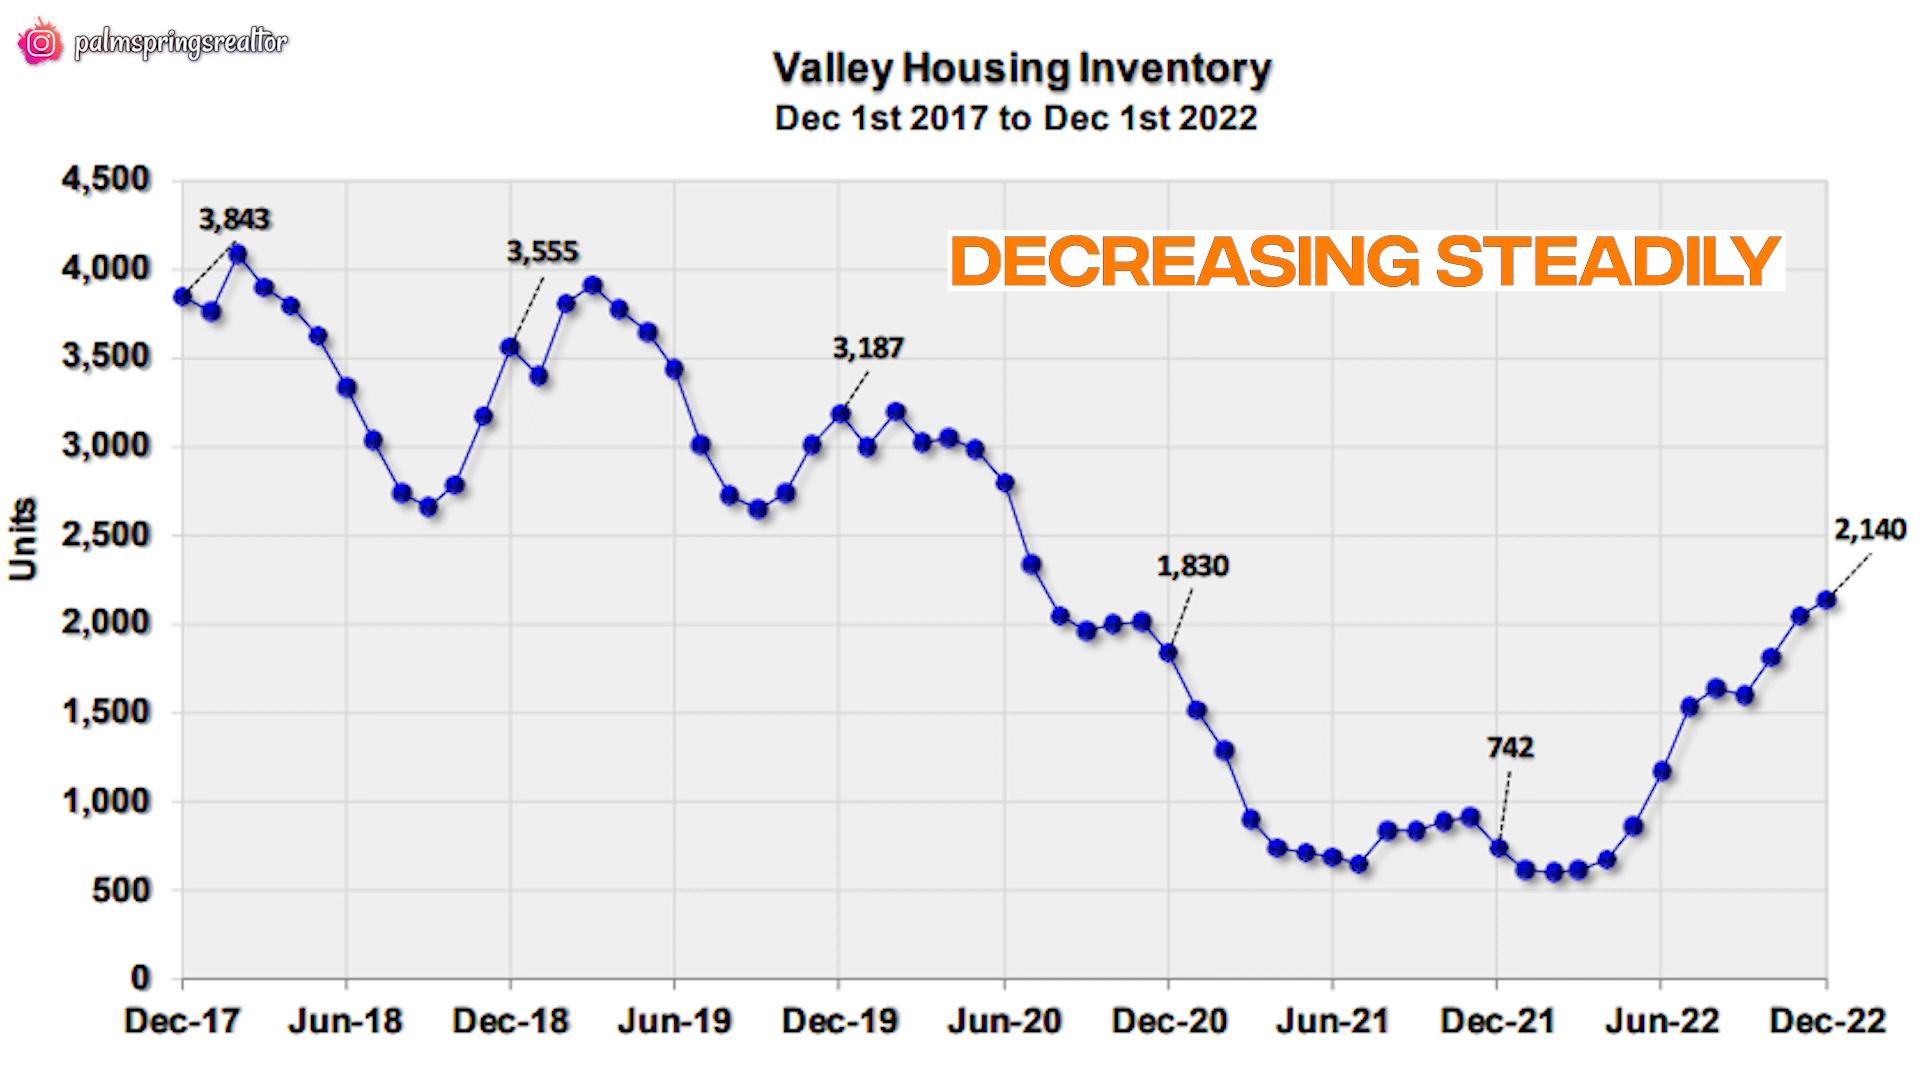 palmspringsrealtor
Valley Housing Inventory
Dec 1st 2017 to Dec 1st 2022
DECREASING STEADILY
Units
4,500
4,000
3,500
3,000
2,500
2,000
1,500
1,000
500
0
3,843
3,555
3,187
1,830
742
2,140
Dec-17 Jun-18 Dec-18 Jun-19 Dec-19 Jun-20 Dec-20 Jun-21 Dec-21 Jun-22 Dec-22